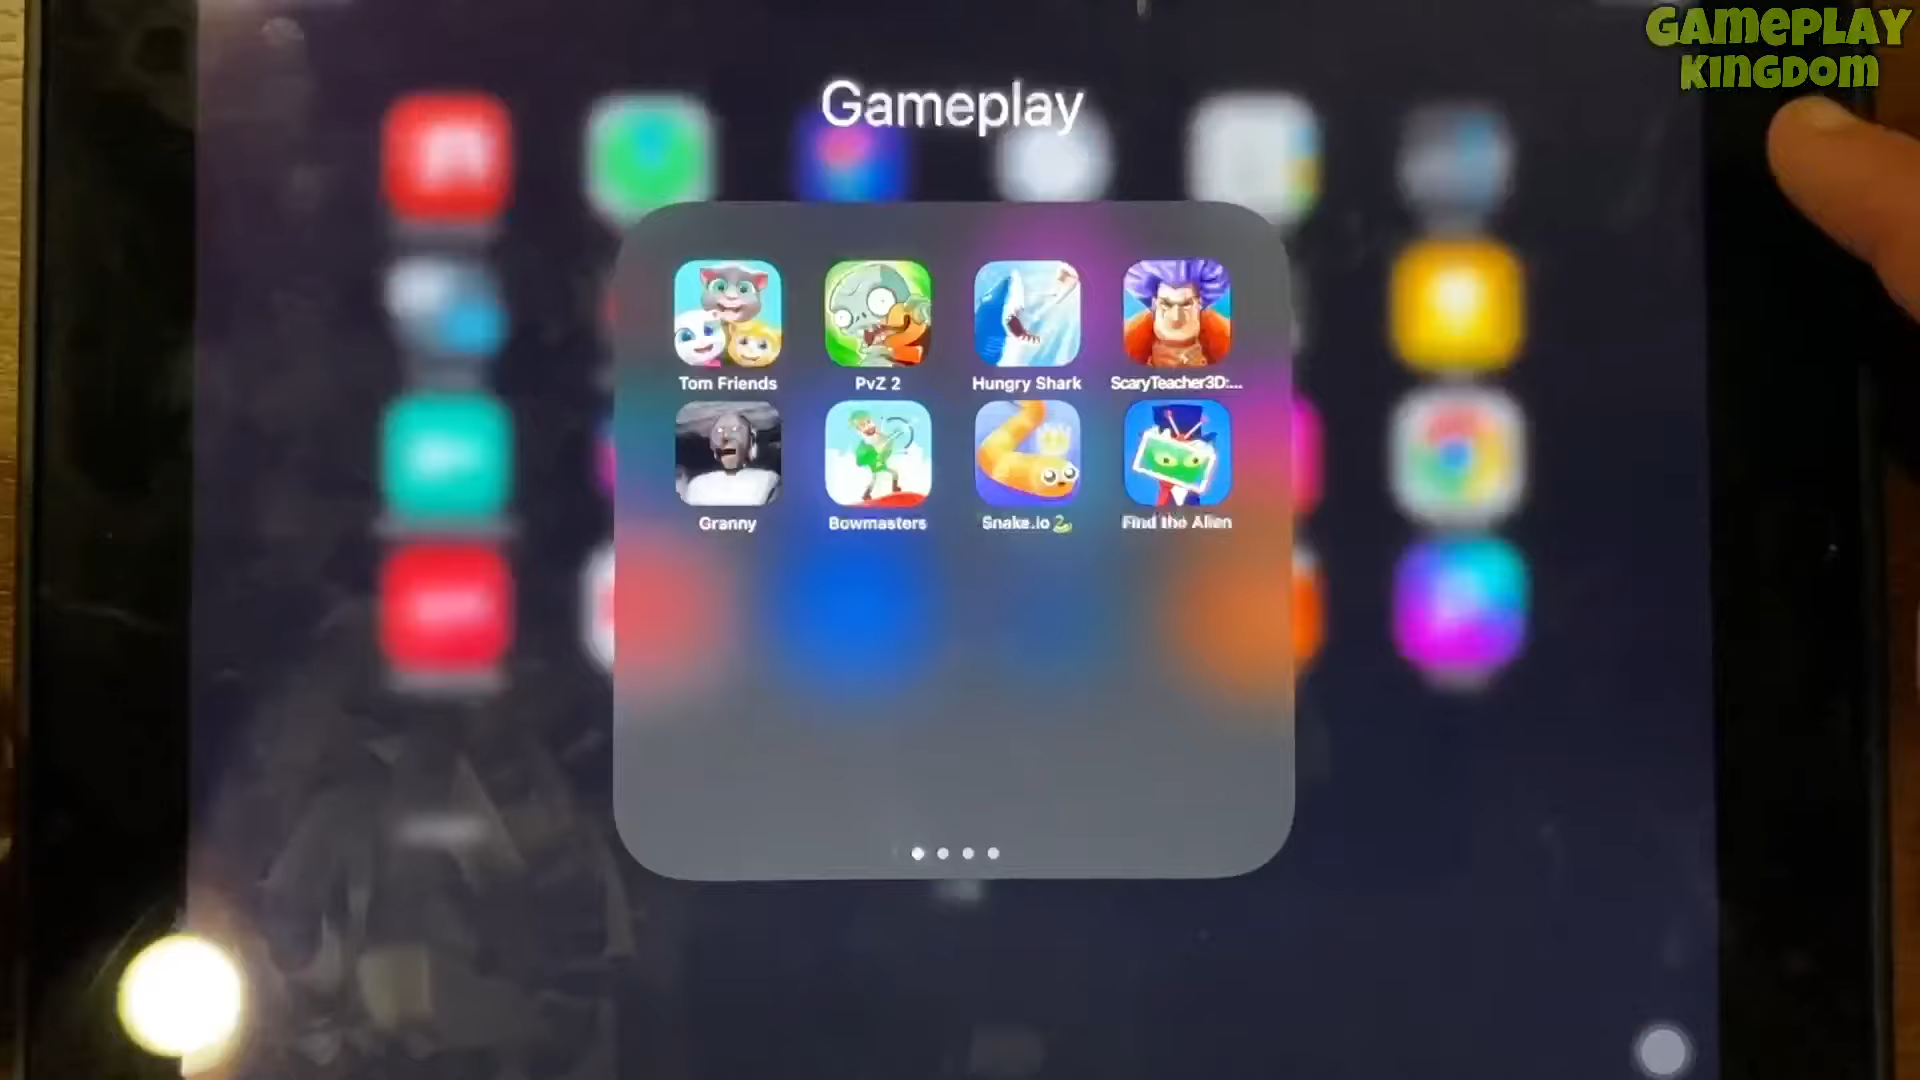 GAMEPLAY
KINGDOM
Gameplay
Tom Friends
PvZ 2
Hungry Shark
ScaryTeacher3D:...
Granny
Bowmasters
Snake.io
Find the Alien